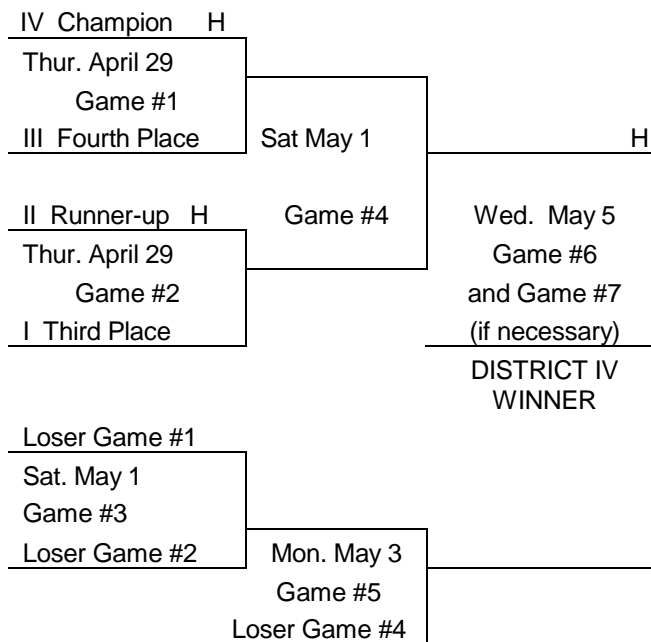 IV Champion H
Thur. April 29
Game #1
III Fourth Place
Sat May 1
H
II Runner-up H
Game #4
Wed. May 5
Thur. April 29
Game #6
Game #2
and Game #7
I Third Place
(if necessary)
DISTRICT IV
WINNER
Loser Game #1
Sat. May 1
Game #3
Loser Game #2
Mon. May 3
Game #5
Loser Game #4